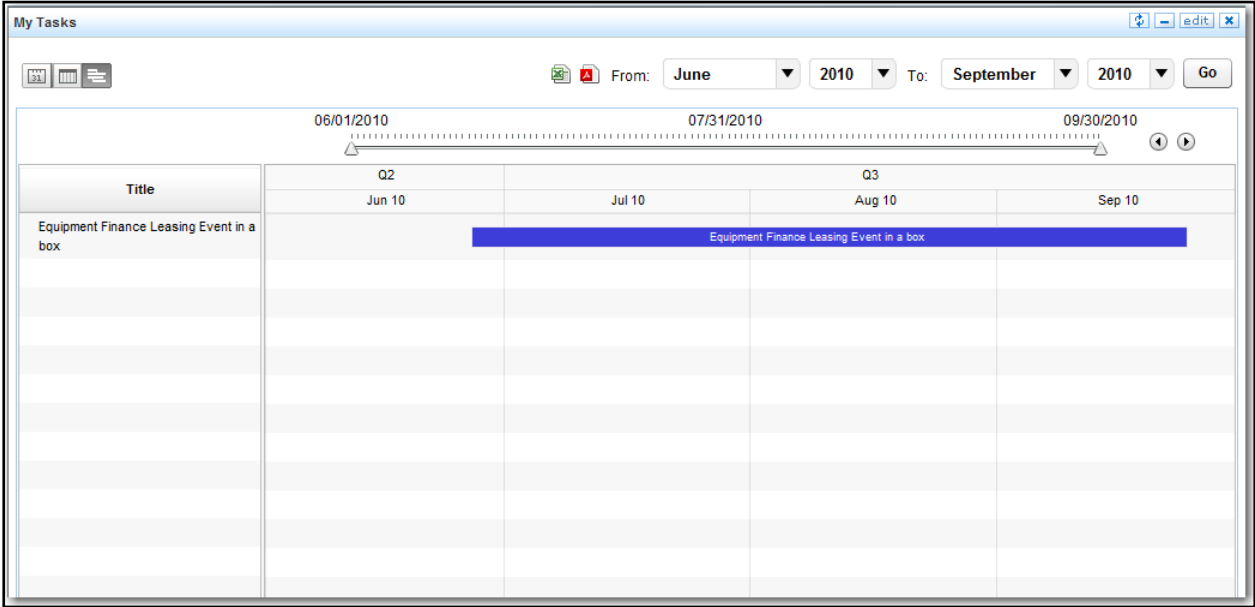 My Tasks edit
31 From: June 2010 To: September 2010 Go
06/01/2010 07/31/2010 09/30/2010
Title Q2 Q3
Jun 10 Jul 10 Aug 10 Sep 10
Equipment Finance Leasing Event in a
box
Equipment Finance Leasing Event in a box